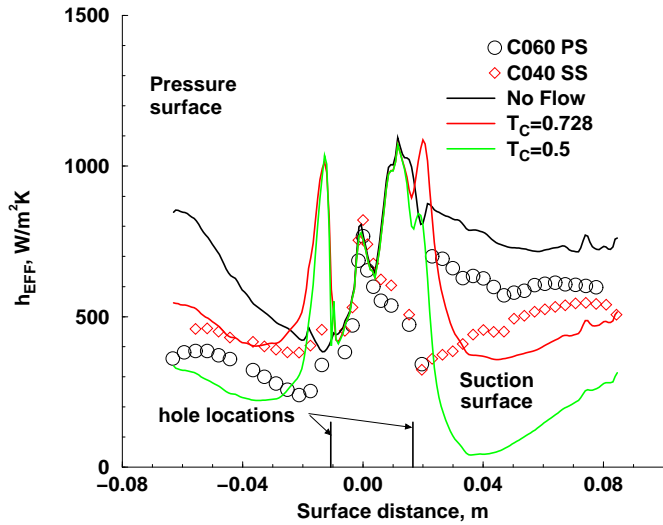 1500
1000
500
0
h_EFF, W/m²K
Pressure
surface
C060 PS
C040 SS
No Flow
T_C=0.728
T_C=0.5
hole locations
Suction
surface
−0.08
−0.04
0.00
0.04
0.08
Surface distance, m